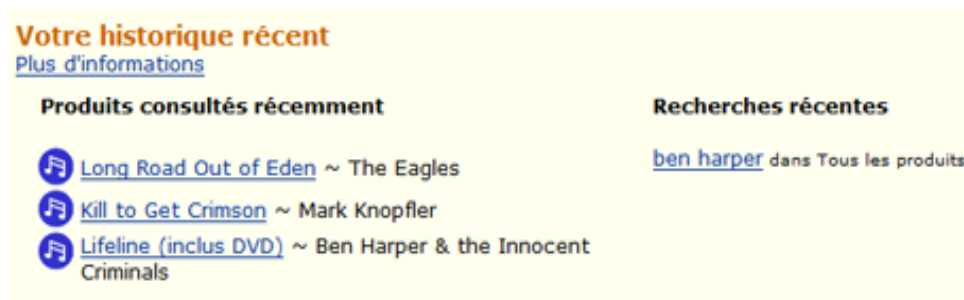 Votre historique récent
Plus d'informations
Produits consultés récemment
Long Road Out of Eden ~ The Eagles
Kill to Get Crimson ~ Mark Knopfler
Lifeline (inclus DVD) ~ Ben Harper & the Innocent
Criminals
Recherches récentes
ben harper dans Tous les produits